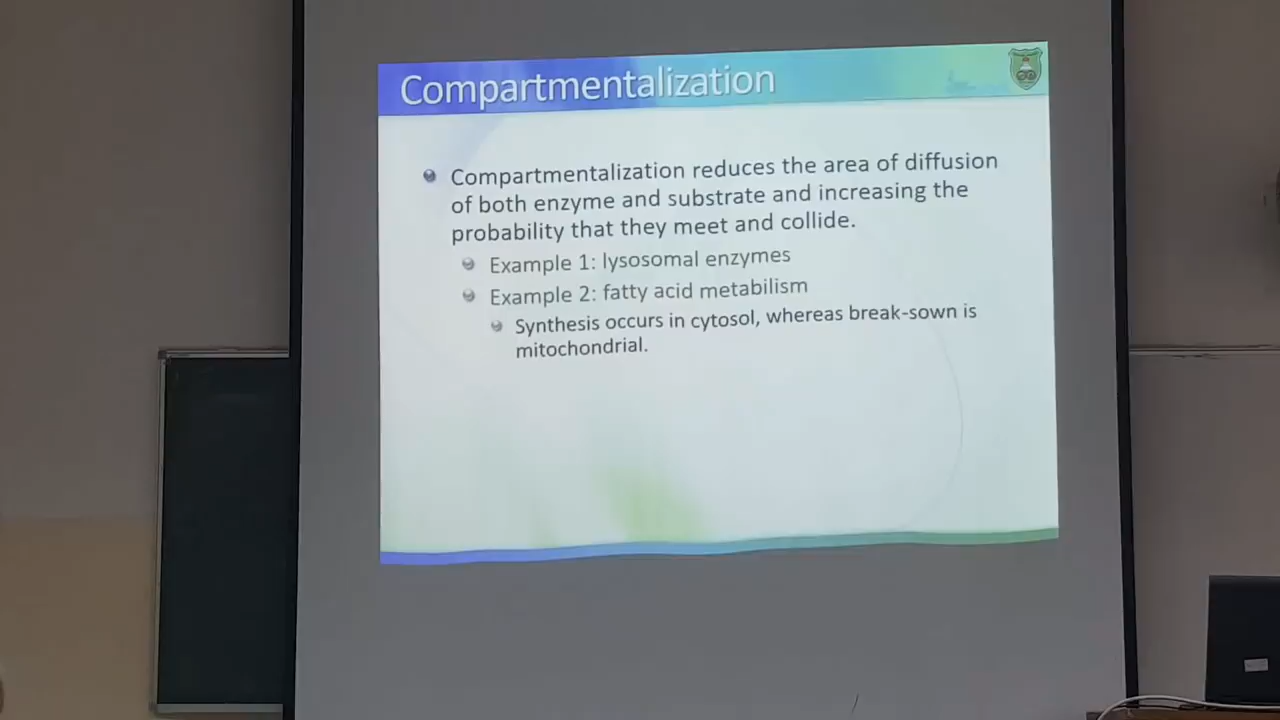 Compartmentalization
Compartmentalization reduces the area of diffusion
of both enzyme and substrate and increasing the
probability that they meet and collide.
Example 1: lysosomal enzymes
Example 2: fatty acid metabilism
Synthesis occurs in cytosol, whereas break-sown is
mitochondrial.